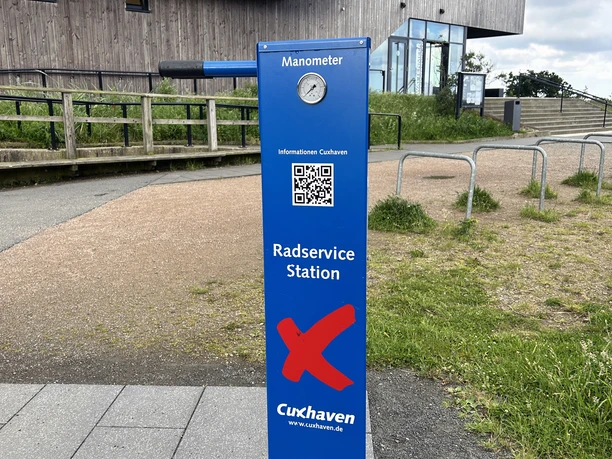 Manometer
Informationen Cuxhaven
Radservice
Station
Cuxhaven
www.cuxhaven.de